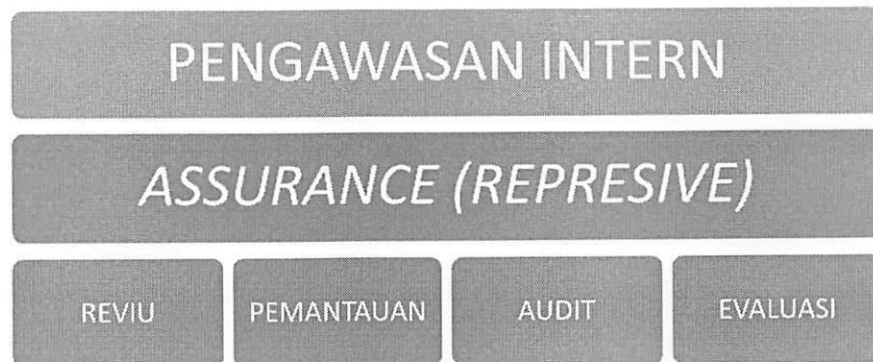 PENGAWASAN INTERN
ASSURANCE (REPRESIVE)
REVIU PEMANTAUAN AUDIT EVALUASI